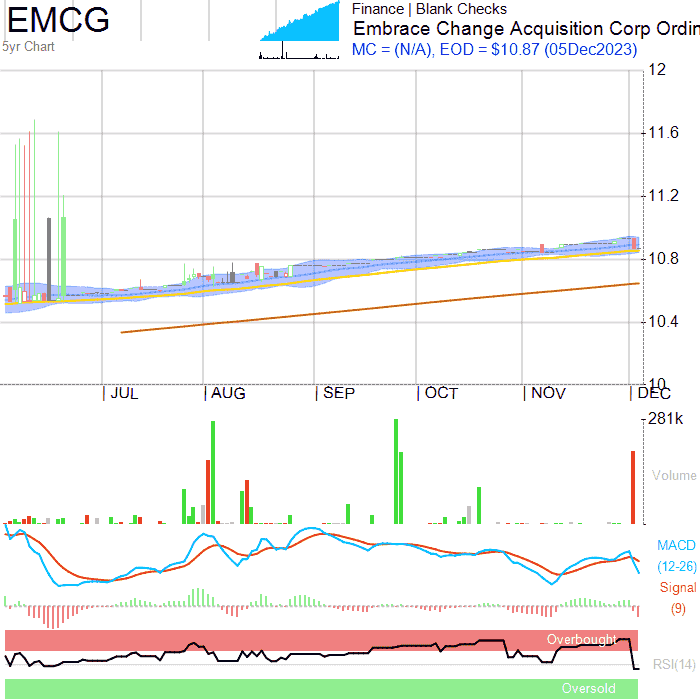 EMCG
5yr Chart
Finance | Blank Checks
Embrace Change Acquisition Corp Ordin
MC = (N/A), EOD = $10.87 (05Dec2023)
12
11.6
11.2
10.8
10.4
10
JUL AUG SEP OCT NOV DEC
281k
Volume
MACD
(12-26)
Signal
(9)
Overbought
RSI(14)
Oversold